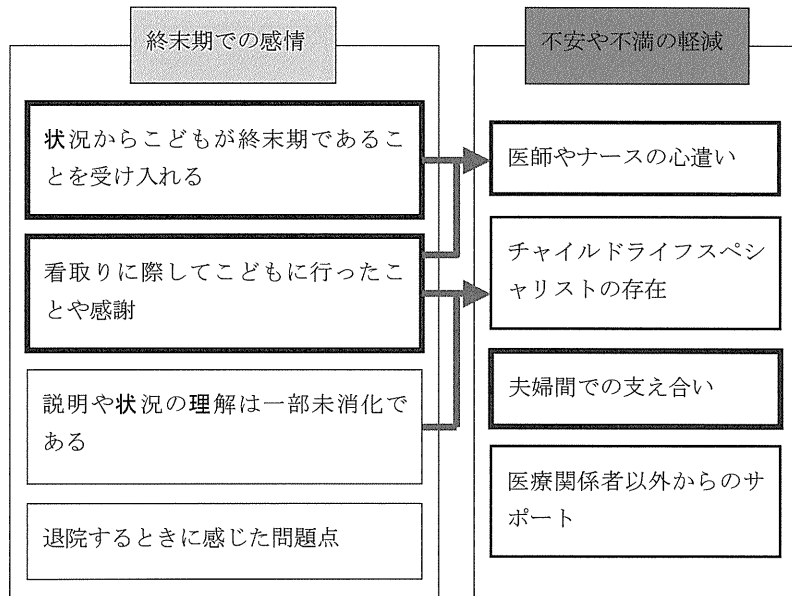 終末期での感情
状況からこどもが終末期であるこ
とを受け入れる
看取りに際してこどもに行ったこ
とや感謝
説明や状況の理解は一部未消化で
ある
退院するときに感じた問題点
不安や不満の軽減
医師やナースの心遣い
チャイルドライフスペシ
ャリストの存在
夫婦間での支え合い
医療関係者以外からのサ
ポート